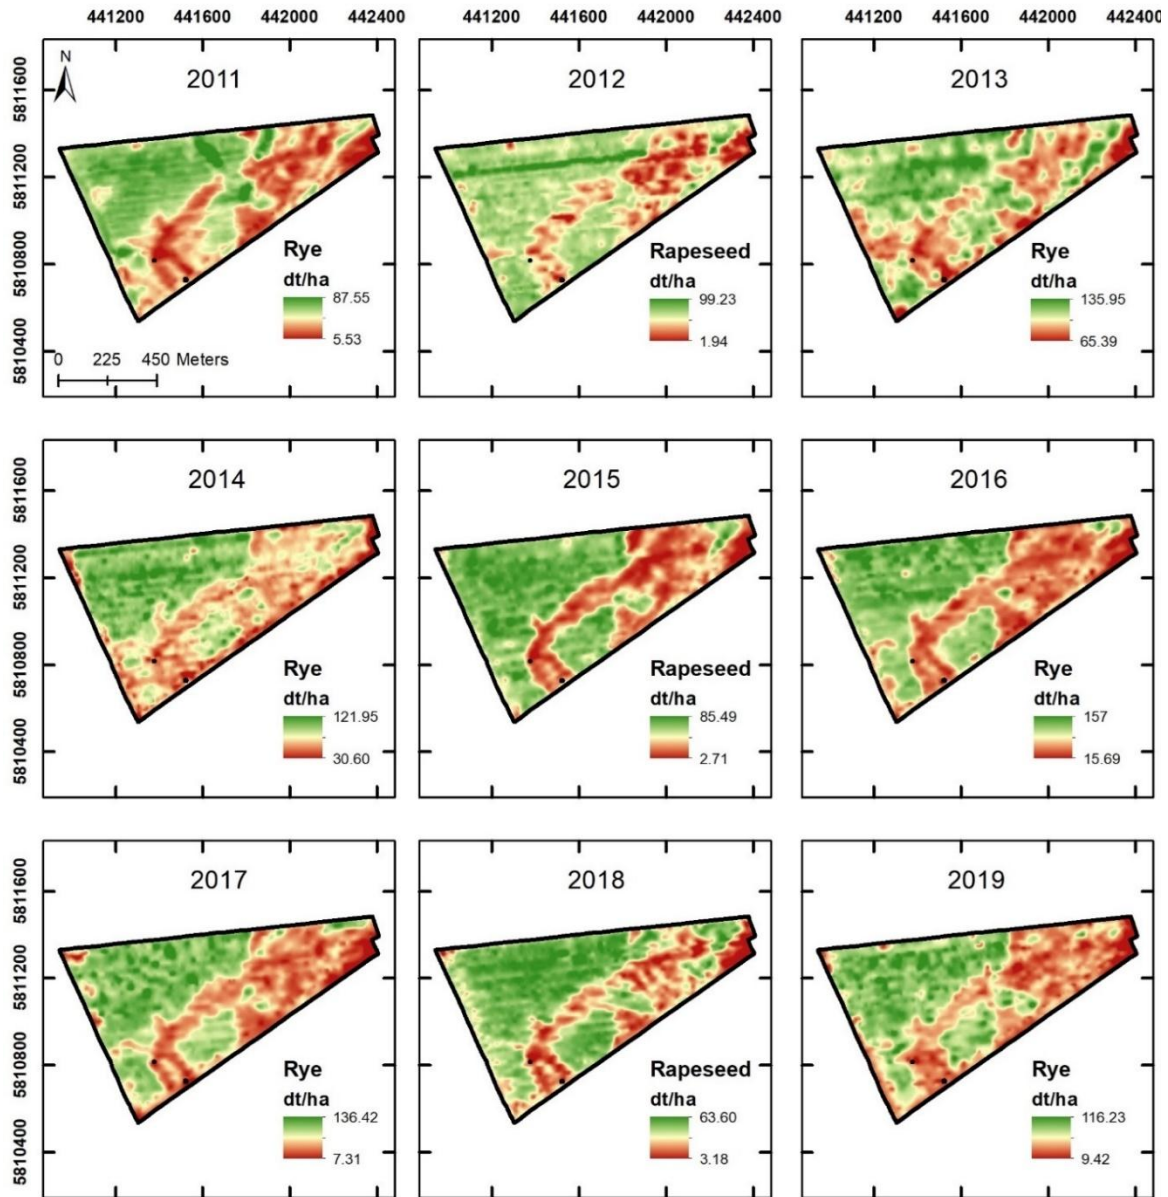 441200 441600 442000 442400 441200 441600 442000 442400 441200 441600 442000 442400
5811600
5811200
5810800
5810400
N
2011
Rye
dt/ha
87.55
5.53
0 225 450 Meters
2012
Rapeseed
dt/ha
99.23
1.94
2013
Rye
dt/ha
135.95
65.39
5811600
5811200
5810800
5810400
2014
Rye
dt/ha
121.95
30.60
2015
Rapeseed
dt/ha
85.49
2.71
2016
Rye
dt/ha
157
15.69
5811600
5811200
5810800
5810400
2017
Rye
dt/ha
136.42
7.31
2018
Rapeseed
dt/ha
63.60
3.18
2019
Rye
dt/ha
116.23
9.42